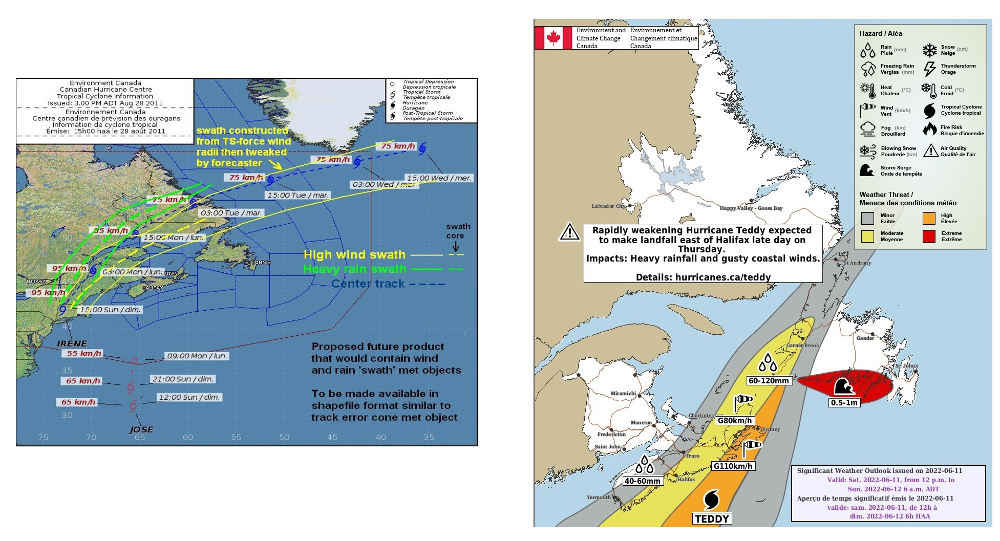 Environment Canada
Canadian Hurricane Centre
Tropical Cyclone Information
Issued: 3.00 PM ADT Aug 28 2011
Environnement Canada
Centre canadien de prévision des ouragans
Information de cyclone tropical
Émise: 15h00 haa le 28 août 2011
Tropical Depression
Dépression tropicale
Tropical Storm
Tempête tropicale
Hurricane
Ouragan
Post-Tropical Storm
Tempête post-tropicale
swath constructed
from TS-force wind
radii then tweaked
by forecaster
75 km/h
75 km/h
75 km/h
15:00 Wed / mer.
03:00 Wed / mer.
15:00 Tue / mar.
75 km/h
03:00 Tue / mar.
85 km/h
15:00 Mon / lun.
50
swath
core
High wind swath
Heavy rain swath
Center track
ST JOHN'S
95 km/h
03:00 Mon / lun.
TOWN
OTTAWA
45
HALIFAX
95 km/h
15:00 Sun / dim.
40
IRENE
55 km/h
09:00 Mon / lun.
35
65 km/h
21:00 Sun / dim.
65 km/h
12:00 Sun / dim.
30
JOSE
75 70 65 60 55 50 45 40 35
Proposed future product
that would contain wind
and rain 'swath' met objects
To be made available in
shapefile format similar to
track error cone met object
Environment and
Climate Change
Canada
Environnement et
Changement climatique
Canada
Hazard / Aléa
Rain
Pluie (mm)
Snow
Neige (cm)
Freezing Rain
Verglas (mm)
Thunderstorm
Orage
Heat
Chaleur (°C)
Cold
Froid (°C)
Wind
Vent (km/h)
Tropical Cyclone
Cyclone tropical
Fog (km)
Brouillard
Fire Risk
Risque d'incendie
Blowing Snow
Poudrerie (km)
Air Quality
Qualité de l'air
Storm Surge
Onde de tempête
Weather Threat /
Menace des conditions météo
Minor
Faible
High
Élevée
Moderate
Moyenne
Extreme
Extrême
Labrador City
Happy Valley - Goose Bay
Rapidly weakening Hurricane Teddy expected
to make landfall east of Halifax late day on
Thursday.
Impacts: Heavy rainfall and gusty coastal winds.
Details: hurricanes.ca/teddy
St Anthony
Gander
Corner Brook
St. John's
60-120mm
0.5-1m
Miramichi
G80km/h
Moncton
Sydney
Fredericton
Saint John
Truro
G110km/h
40-60mm
Halifax
Yarmouth
TEDDY
Significant Weather Outlook issued on 2022-06-11
Valid: Sat. 2022-06-11, from 12 p.m. to
Sun. 2022-06-12 6 a.m. ADT
Aperçu de temps significatif émis le 2022-06-11
valide: sam. 2022-06-11, de 12h à
dim. 2022-06-12 6h HAA